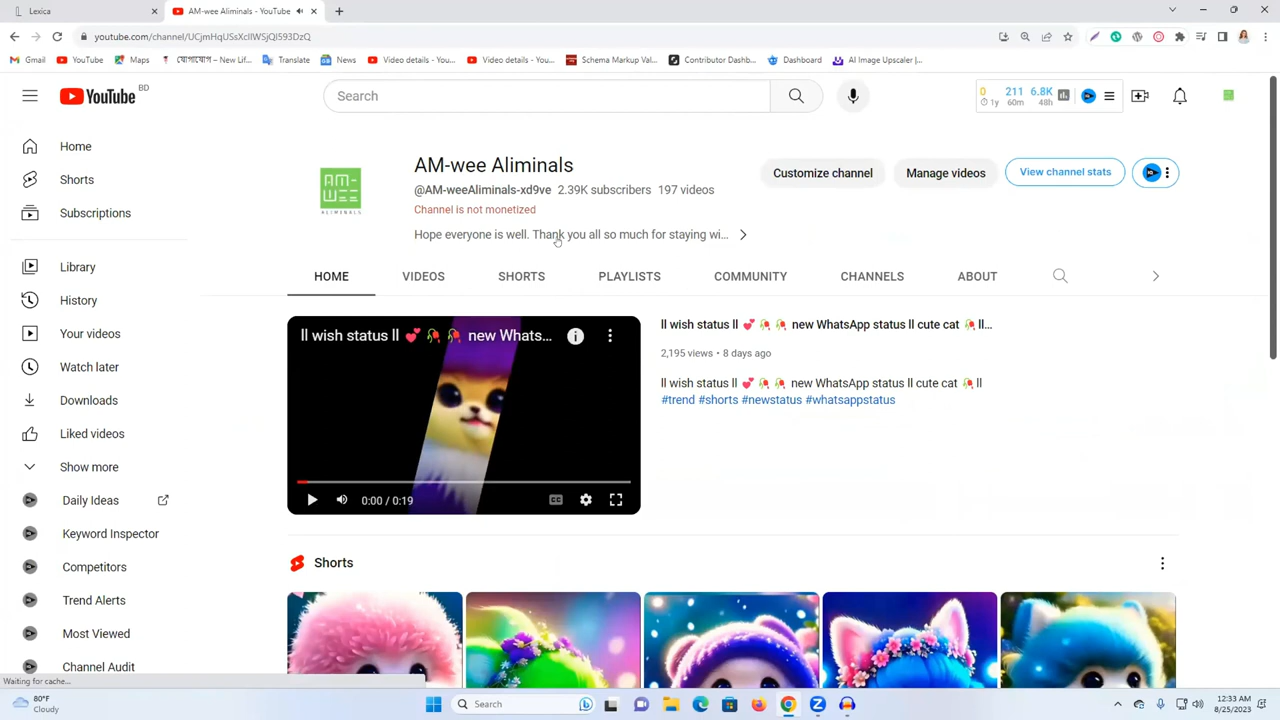 Lexica
AM-wee Aliminals - YouTube
youtube.com/channel/UCjmHqUSsXclIWSjQl593DzQ
Gmail
YouTube
Maps
যোগাযোগ – New Lif...
Translate
News
Video details - You...
Video details - You...
Schema Markup Val...
Contributor Dashb...
Dashboard
AI Image Upscaler |...
YouTube BD
Search
0 211 6.8K
1y 60m 48h
Home
Shorts
Subscriptions
Library
History
Your videos
Watch later
Downloads
Liked videos
Show more
Daily Ideas
Keyword Inspector
Competitors
Trend Alerts
Most Viewed
Channel Audit
AM-WEE
ALIMINALS
AM-wee Aliminals
@AM-weeAliminals-xd9ve 2.39K subscribers 197 videos
Channel is not monetized
Hope everyone is well. Thank you all so much for staying wi...
Customize channel
Manage videos
View channel stats
HOME
VIDEOS
SHORTS
PLAYLISTS
COMMUNITY
CHANNELS
ABOUT
ll wish status ll 💕 🥀 🥀 new Whats...
0:00 / 0:19
ll wish status ll 💕 🥀 🥀 new WhatsApp status ll cute cat 🥀ll...
2,195 views • 8 days ago
ll wish status ll 💕 🥀 🥀 new WhatsApp status ll cute cat 🥀ll
#trend #shorts #newstatus #whatsappstatus
Shorts
Waiting for cache...
80°F
Cloudy
Search
12:33 AM
8/25/2023